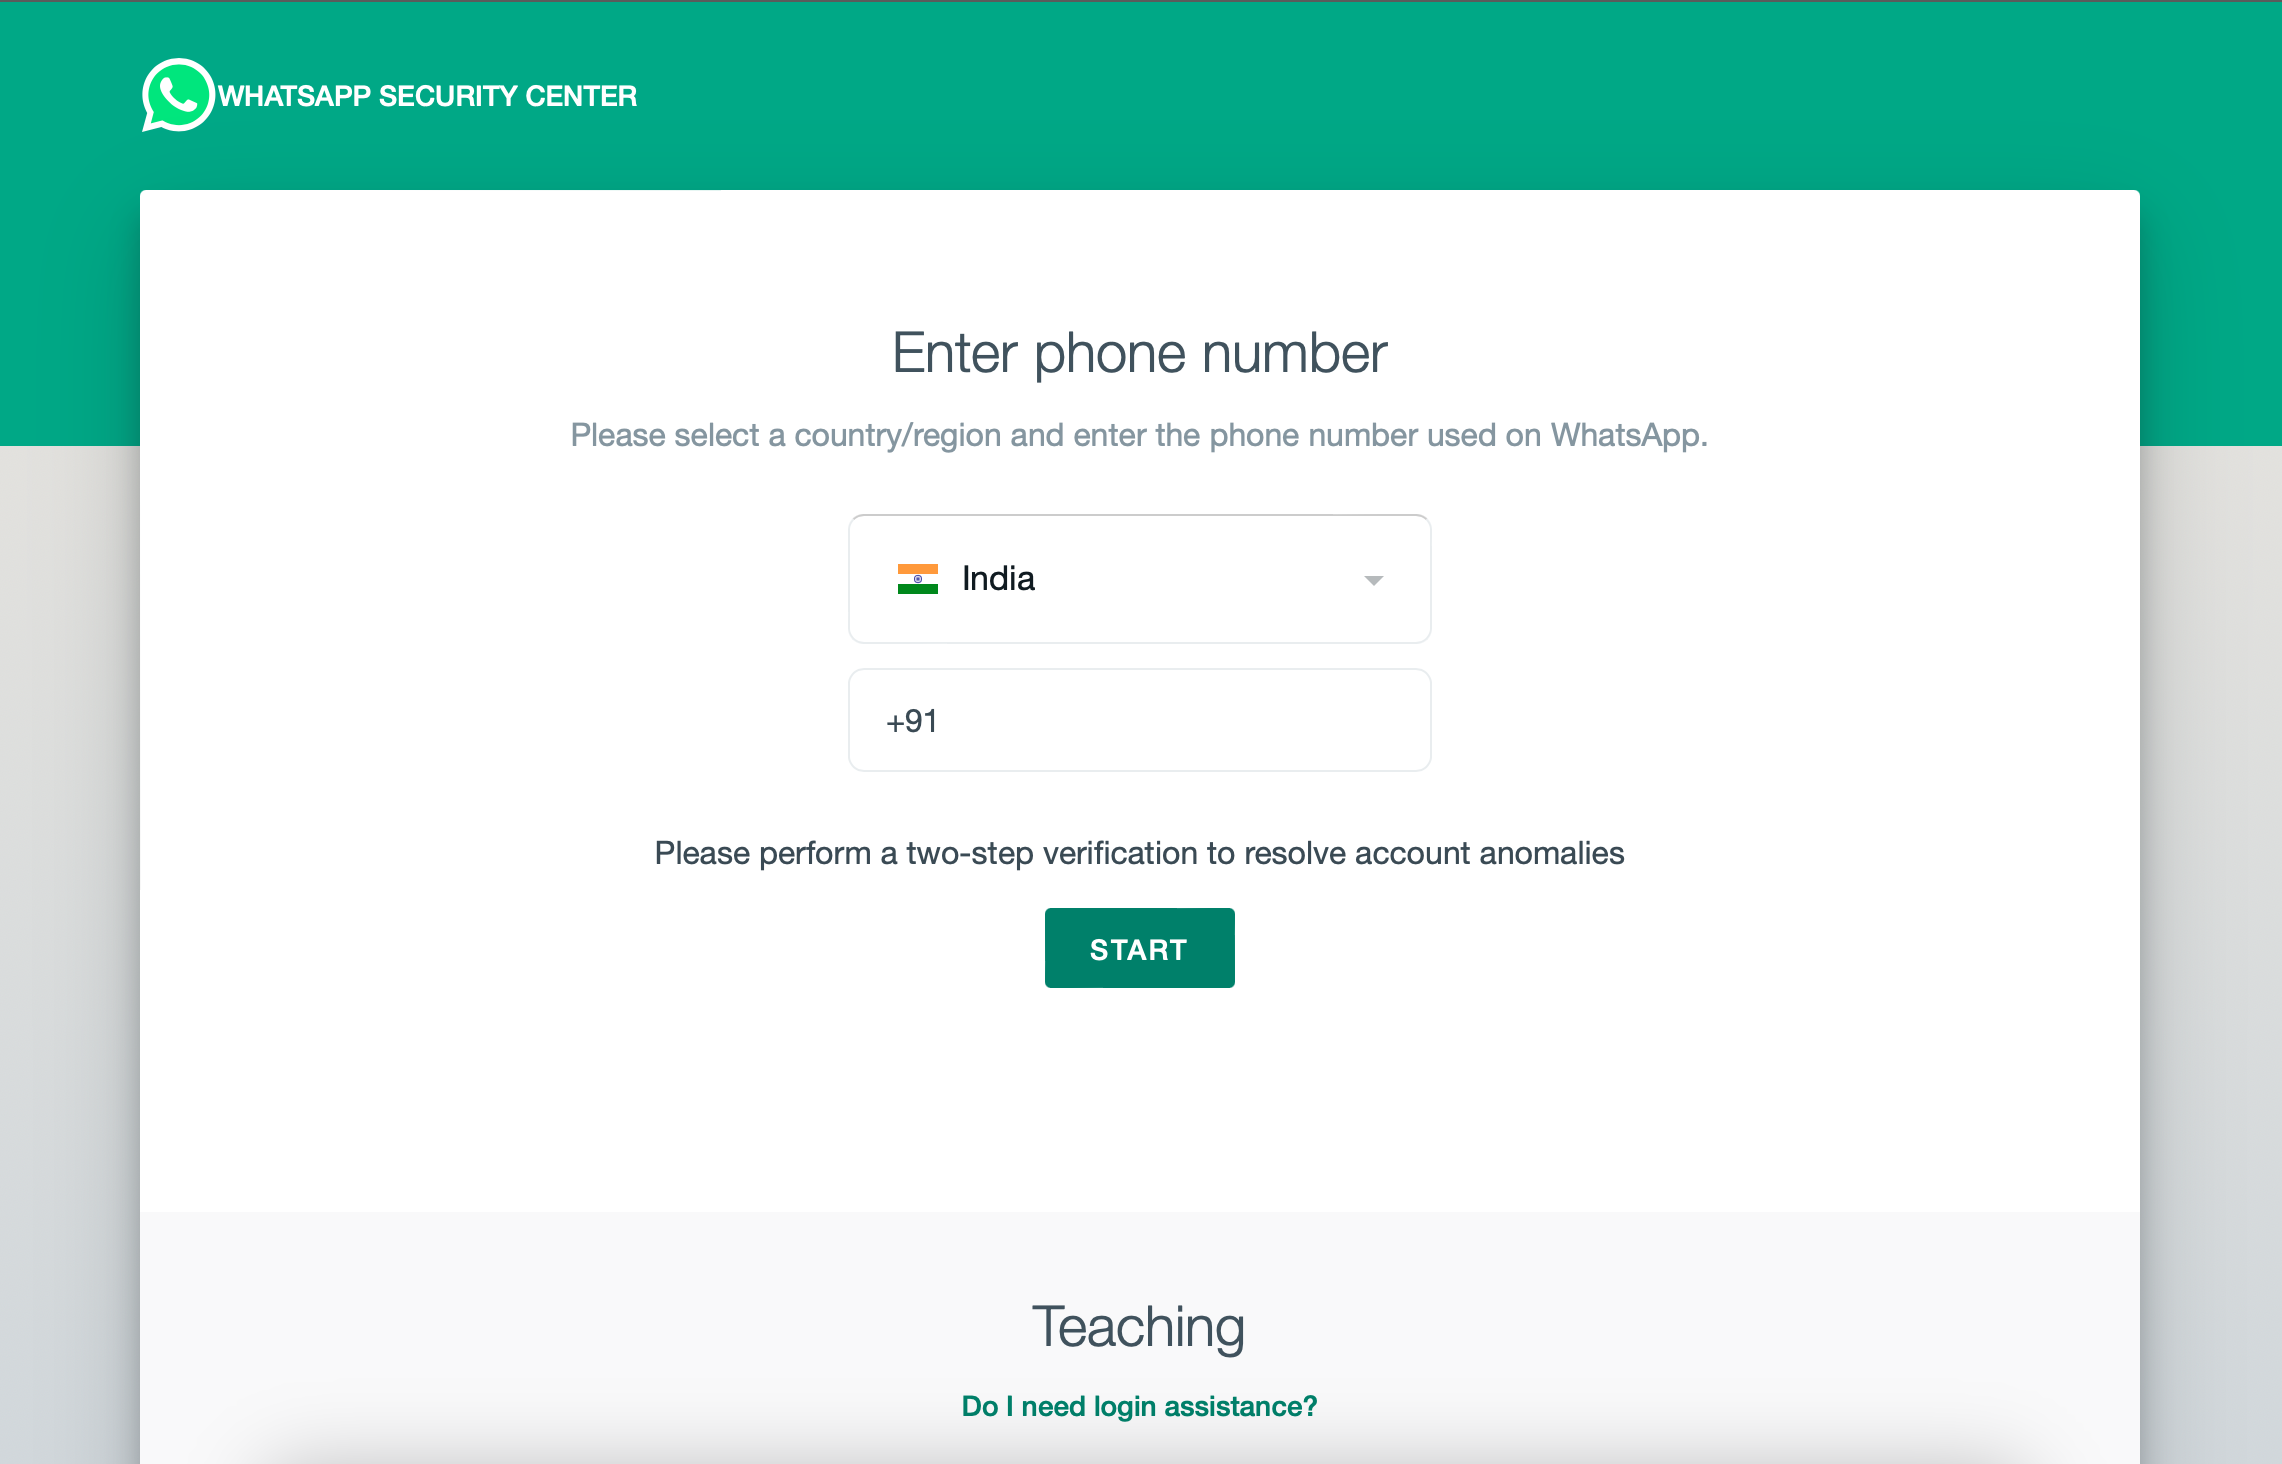 WHATSAPP SECURITY CENTER
Enter phone number
Please select a country/region and enter the phone number used on WhatsApp.
India
+91
Please perform a two-step verification to resolve account anomalies
START
Teaching
Do I need login assistance?